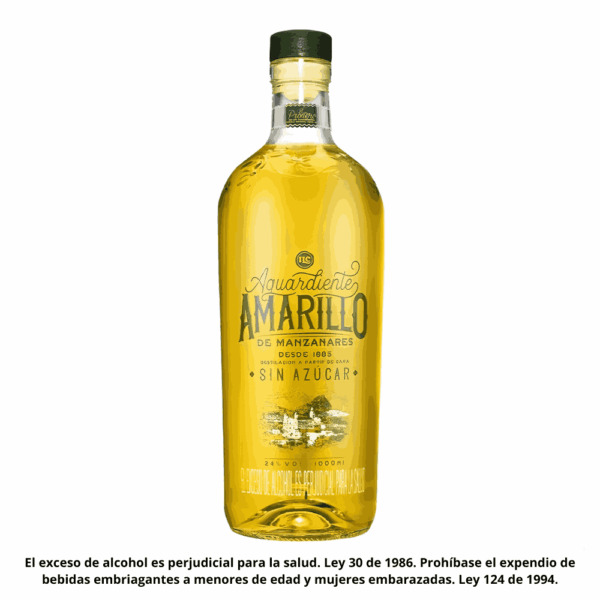 ILC
Aguardiente
AMARILLO
DE MANZANARES
DESDE 1885
DESTILACIÓN A PARTIR DE CAÑA
SIN AZÚCAR
24% VOL 1000ml
EL EXCESO DE ALCOHOL ES PERJUDICIAL PARA LA SALUD
El exceso de alcohol es perjudicial para la salud. Ley 30 de 1986. Prohíbase el expendio de
bebidas embriagantes a menores de edad y mujeres embarazadas. Ley 124 de 1994.